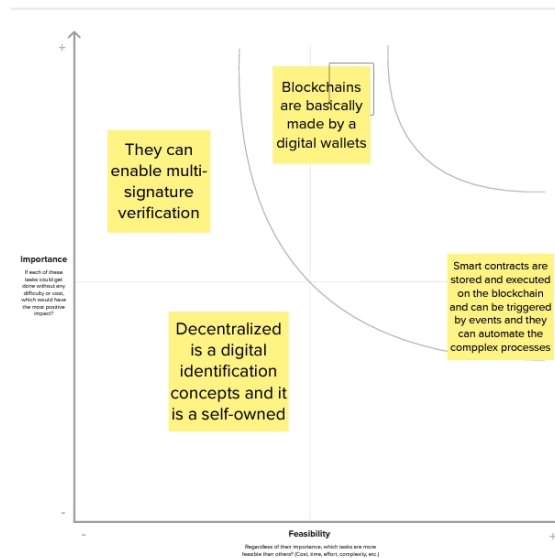 +
Blockchains
are basically
made by a
digital wallets
They can
enable multi-
signature
verification
Importance
If each of these
tasks could get
done without any
difficulty or cost,
which would have
the most positive
impact?
Smart contracts are
stored and executed
on the blockchain
and can be triggered
by events and they
can automate the
compplex processes
Decentralized
is a digital
identification
concepts and it
is a self-owned
-
-
Feasibility
+
Regardless of their importance, which tasks are more
feasible than others? (Cost, time, effort, complexity, etc.)